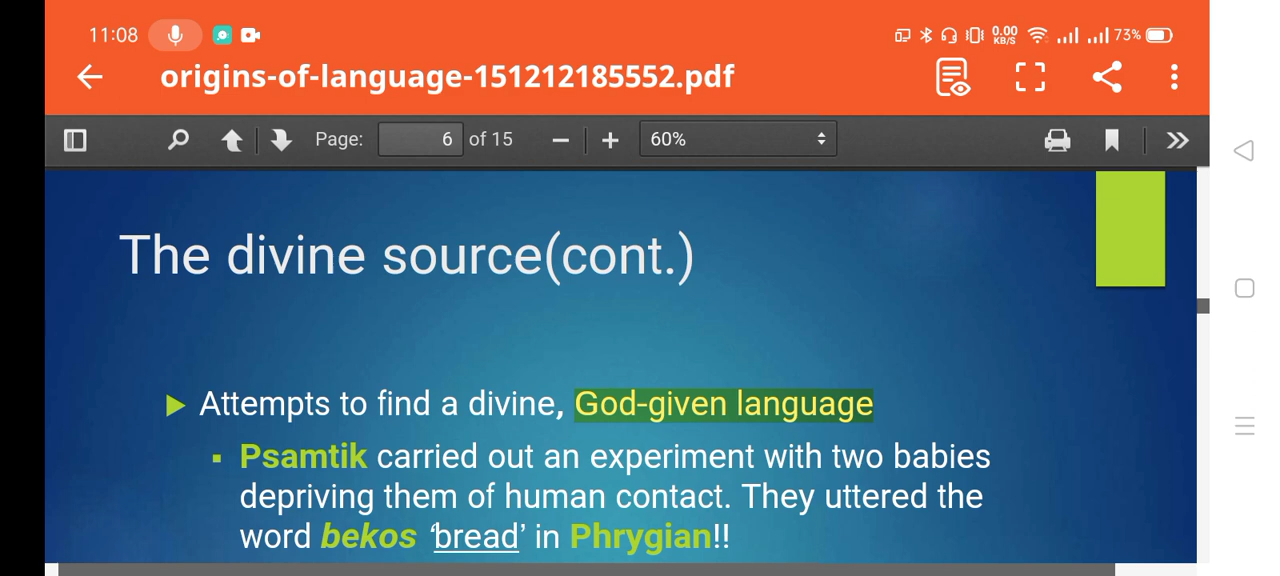 11:08 0.00 KB/S 73%
origins-of-language-151212185552.pdf
Page: 6 of 15 60%
The divine source(cont.)
Attempts to find a divine, God-given language
Psamtik carried out an experiment with two babies
depriving them of human contact. They uttered the
word bekos ‘bread’ in Phrygian!!